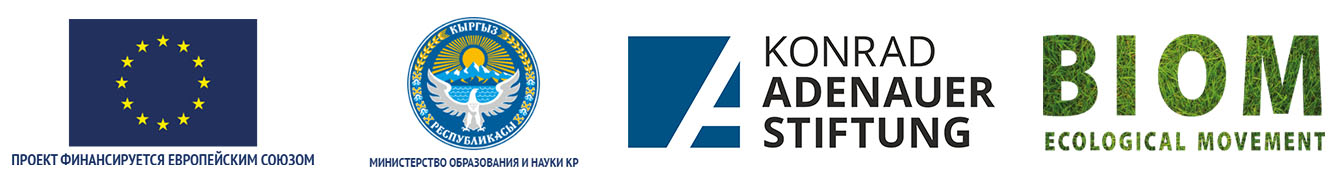 ПРОЕКТ ФИНАНСИРУЕТСЯ ЕВРОПЕЙСКИМ СОЮЗОМ
КЫРГЫЗ
РЕСПУБЛИКАСЫ
МИНИСТЕРСТВО ОБРАЗОВАНИЯ И НАУКИ КР
KONRAD
ADENAUER
STIFTUNG
BIOM
ECOLOGICAL MOVEMENT